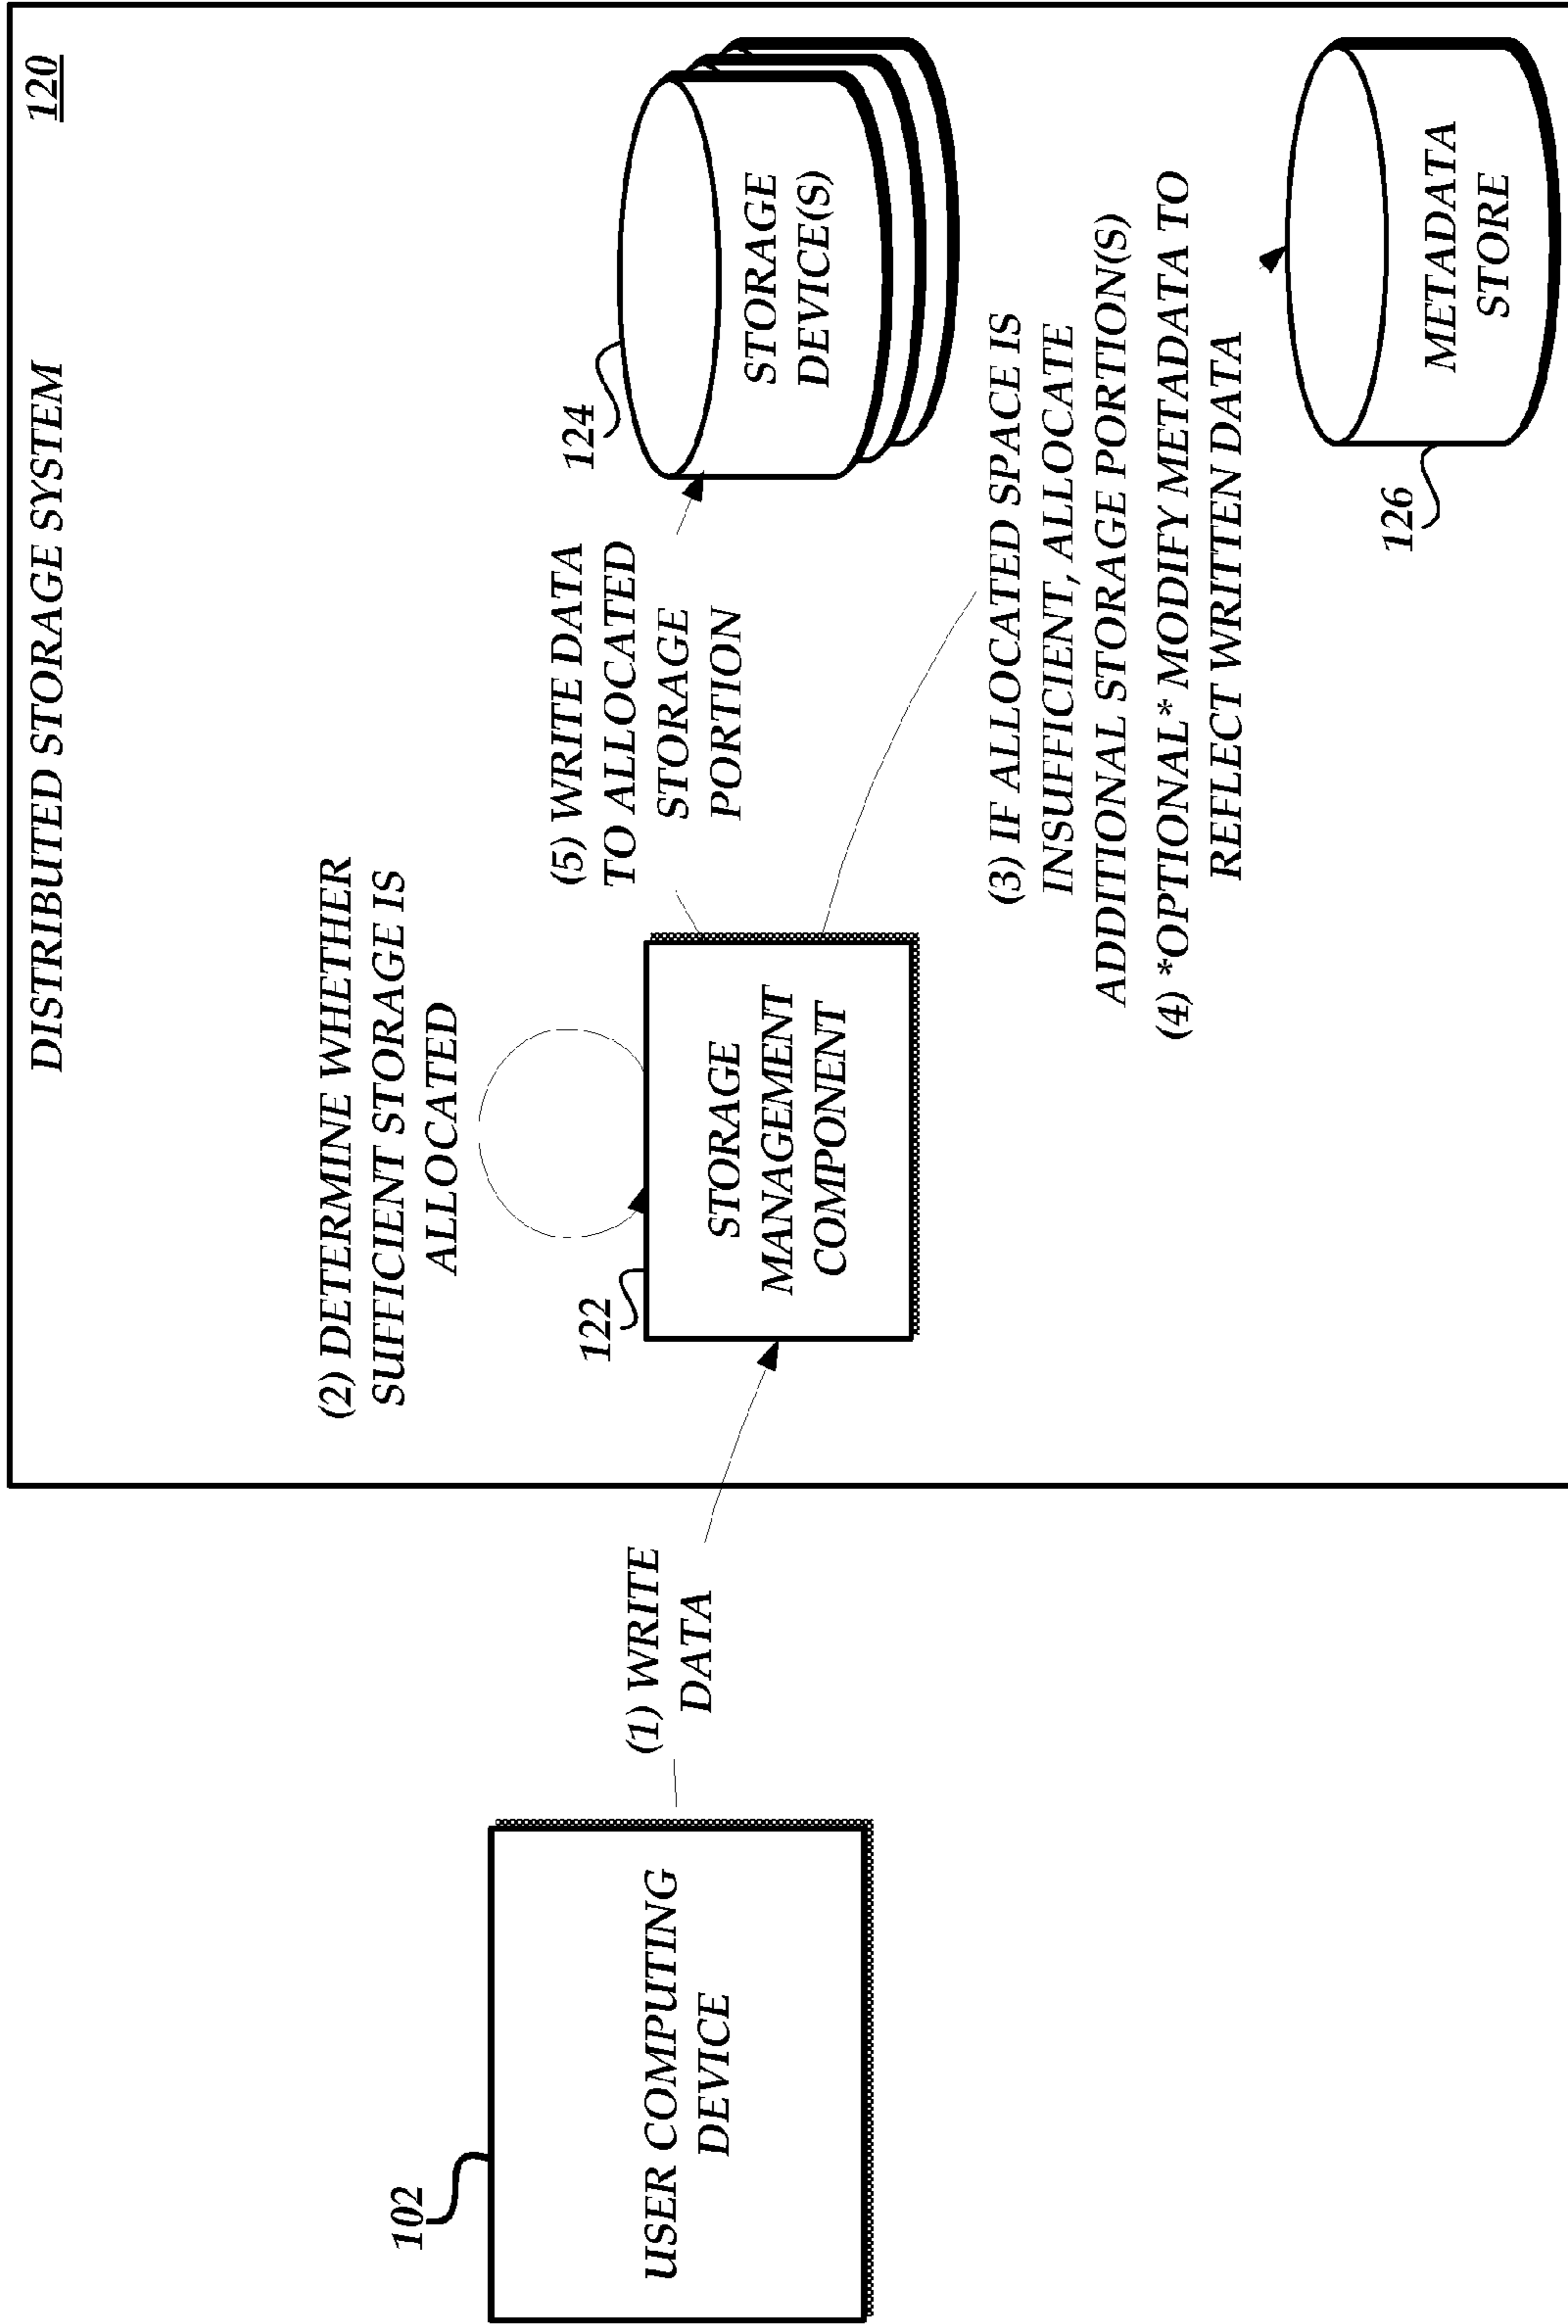 DISTRIBUTED STORAGE SYSTEM
120
(2) DETERMINE WHETHER
SUFFICIENT STORAGE IS
ALLOCATED
102
USER COMPUTING
DEVICE
(1) WRITE
DATA
122
STORAGE
MANAGEMENT
COMPONENT
(5) WRITE DATA
TO ALLOCATED
STORAGE
PORTION
124
STORAGE
DEVICE(S)
(3) IF ALLOCATED SPACE IS
INSUFFICIENT, ALLOCATE
ADDITIONAL STORAGE PORTION(S)
(4) *OPTIONAL* MODIFY METADATA TO
REFLECT WRITTEN DATA
126
METADATA
STORE